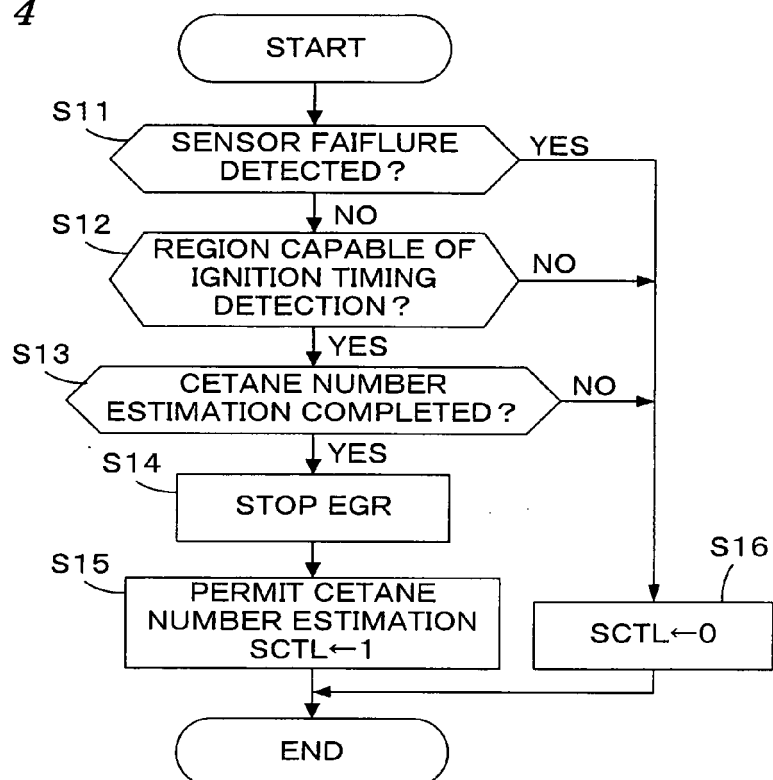 4
START
S11
SENSOR FAIFLURE
DETECTED?
YES
NO
S12
REGION CAPABLE OF
IGNITION TIMING
DETECTION?
NO
YES
S13
CETANE NUMBER
ESTIMATION COMPLETED?
NO
YES
S14
STOP EGR
S15
PERMIT CETANE
NUMBER ESTIMATION
SCTL←1
S16
SCTL←0
END